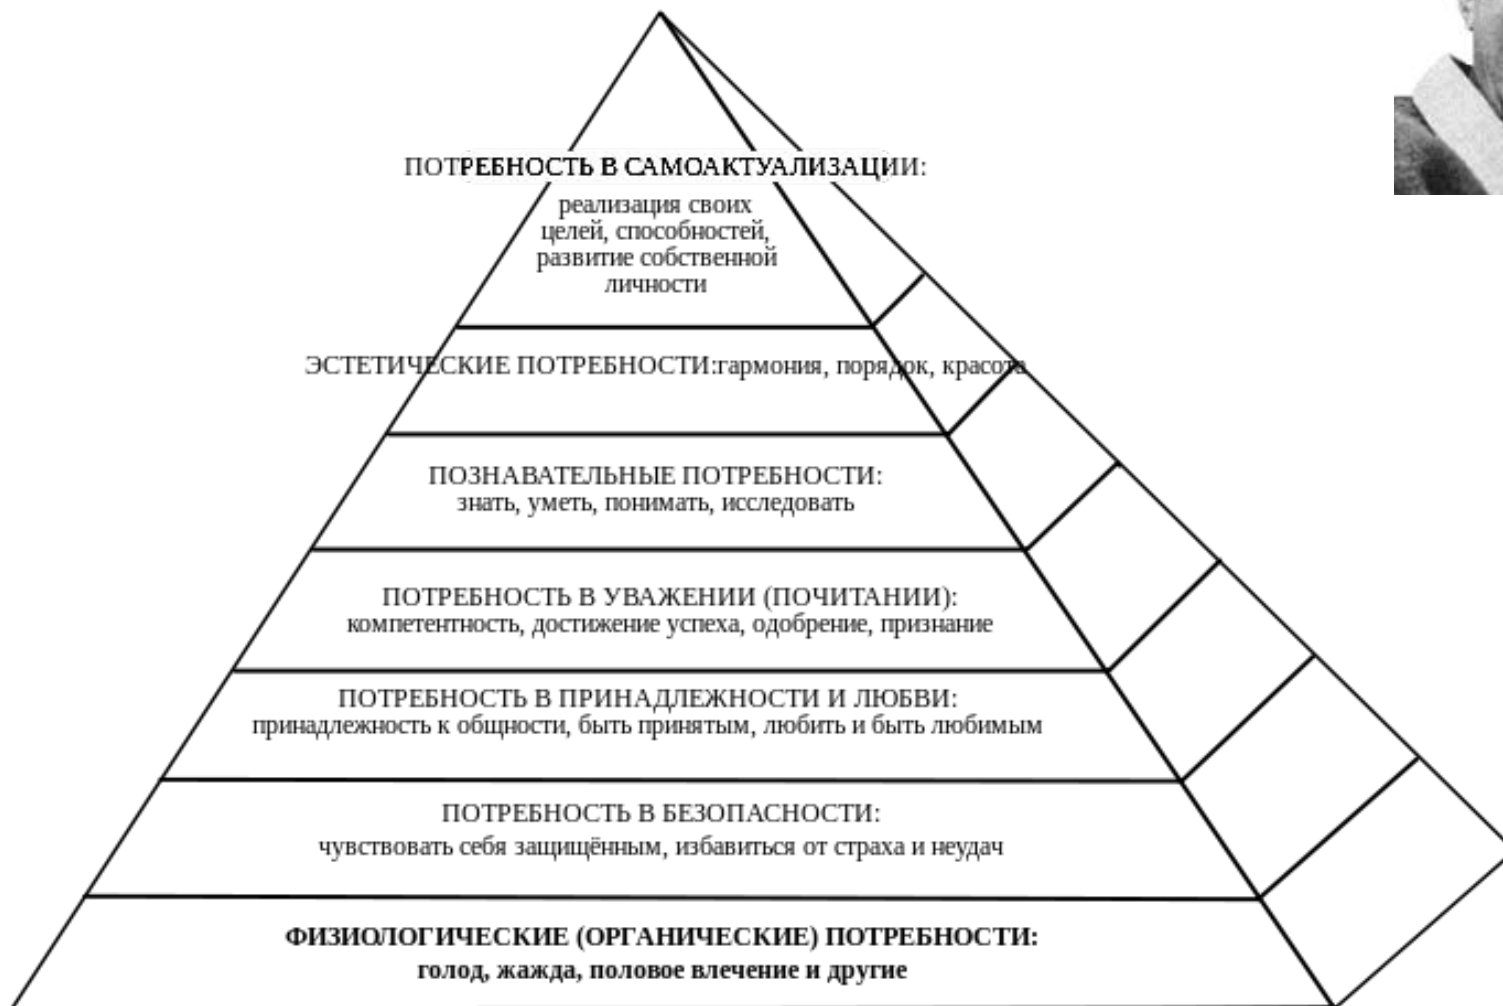 ПОТРЕБНОСТЬ В САМОАКТУАЛИЗАЦИИ:
реализация своих
целей, способностей,
развитие собственной
личности
ЭСТЕТИЧЕСКИЕ ПОТРЕБНОСТИ:гармония, порядок, красота
ПОЗНАВАТЕЛЬНЫЕ ПОТРЕБНОСТИ:
знать, уметь, понимать, исследовать
ПОТРЕБНОСТЬ В УВАЖЕНИИ (ПОЧИТАНИИ):
компетентность, достижение успеха, одобрение, признание
ПОТРЕБНОСТЬ В ПРИНАДЛЕЖНОСТИ И ЛЮБВИ:
принадлежность к общности, быть принятым, любить и быть любимым
ПОТРЕБНОСТЬ В БЕЗОПАСНОСТИ:
чувствовать себя защищённым, избавиться от страха и неудач
ФИЗИОЛОГИЧЕСКИЕ (ОРГАНИЧЕСКИЕ) ПОТРЕБНОСТИ:
голод, жажда, половое влечение и другие